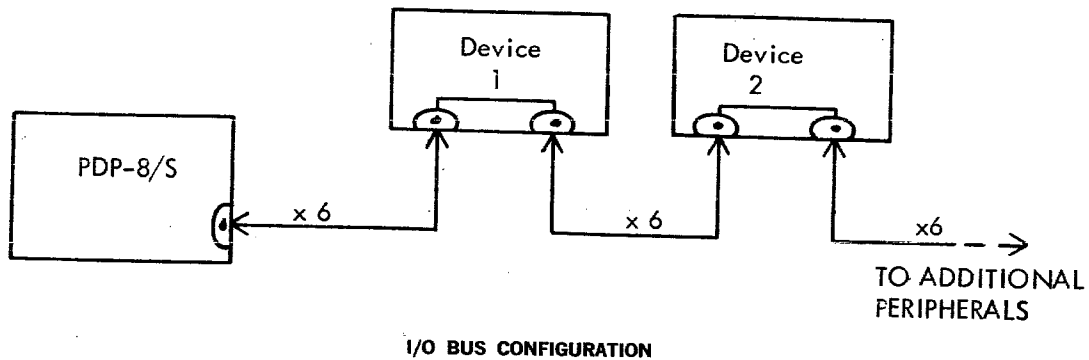 Device
1
Device
2
PDP-8/S
x 6
x 6
x6
TO ADDITIONAL
PERIPHERALS
I/O BUS CONFIGURATION